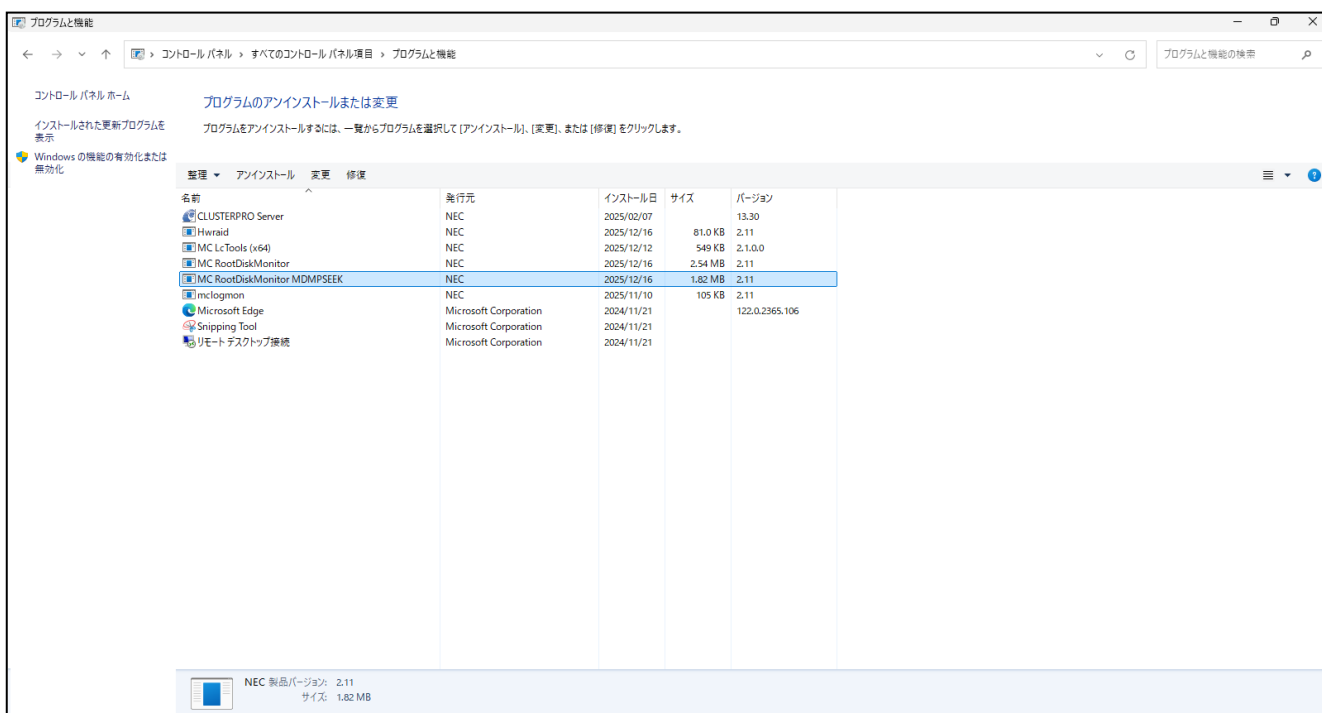 プログラムと機能
コントロール パネル › すべてのコントロール パネル項目 › プログラムと機能
プログラムと機能の検索
コントロール パネル ホーム
インストールされた更新プログラムを
表示
Windows の機能の有効化または
無効化
プログラムのアンインストールまたは変更
プログラムをアンインストールするには、一覧からプログラムを選択して [アンインストール]、[変更]、または [修復] をクリックします。
整理 アンインストール 変更 修復
名前 発行元 インストール日 サイズ バージョン
CLUSTERPRO Server NEC 2025/02/07 13.30
Hwraid NEC 2025/12/16 81.0 KB 2.11
MC LcTools (x64) NEC 2025/12/12 549 KB 2.1.0.0
MC RootDiskMonitor NEC 2025/12/16 2.54 MB 2.11
MC RootDiskMonitor MDMPSEEK NEC 2025/12/16 1.82 MB 2.11
mclogmon NEC 2025/11/10 105 KB 2.11
Microsoft Edge Microsoft Corporation 2024/11/21 122.0.2365.106
Snipping Tool Microsoft Corporation 2024/11/21
リモート デスクトップ接続 Microsoft Corporation 2024/11/21
NEC 製品バージョン: 2.11
サイズ: 1.82 MB